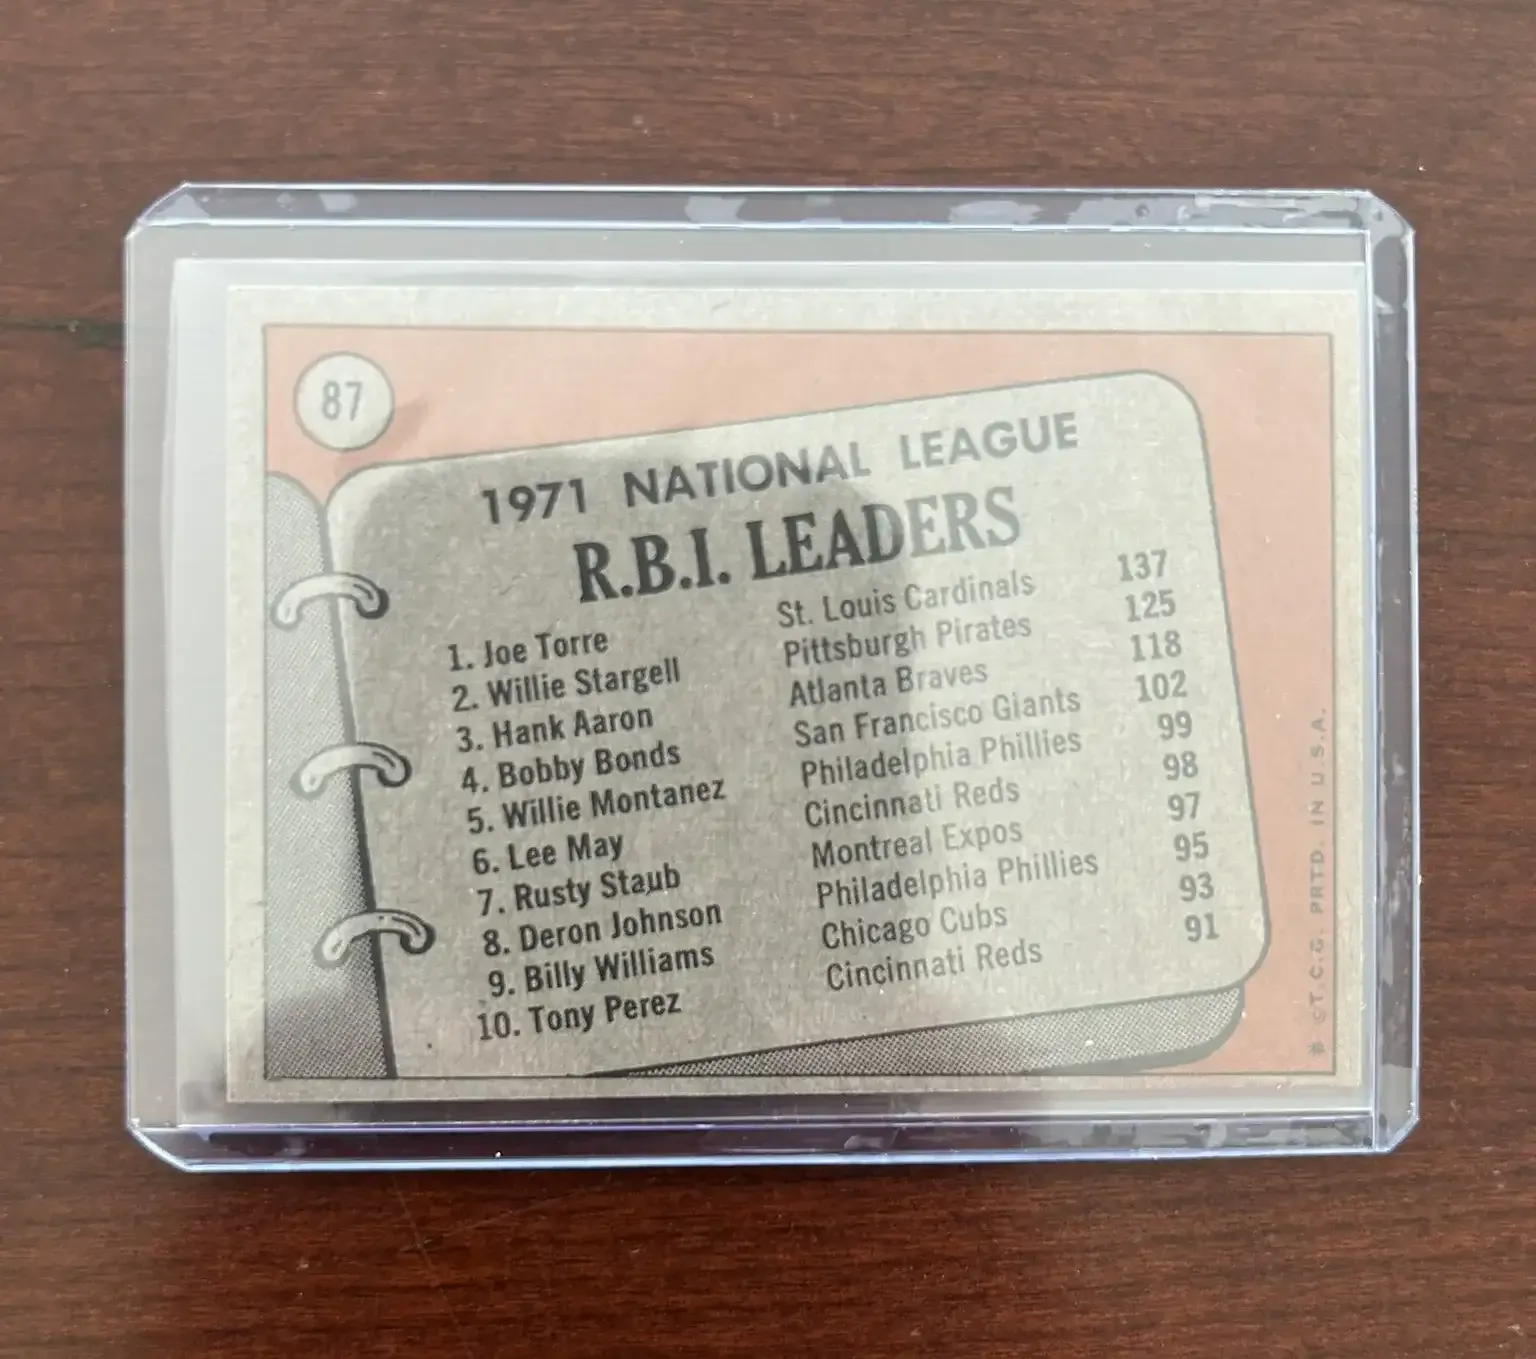 87
1971 NATIONAL LEAGUE
R.B.I. LEADERS
1. Joe Torre St. Louis Cardinals 137
2. Willie Stargell Pittsburgh Pirates 125
3. Hank Aaron Atlanta Braves 118
4. Bobby Bonds San Francisco Giants 102
5. Willie Montanez Philadelphia Phillies 99
6. Lee May Cincinnati Reds 98
7. Rusty Staub Montreal Expos 97
8. Deron Johnson Philadelphia Phillies 95
9. Billy Williams Chicago Cubs 93
10. Tony Perez Cincinnati Reds 91
* © T.C.G. PRTD. IN U.S.A.